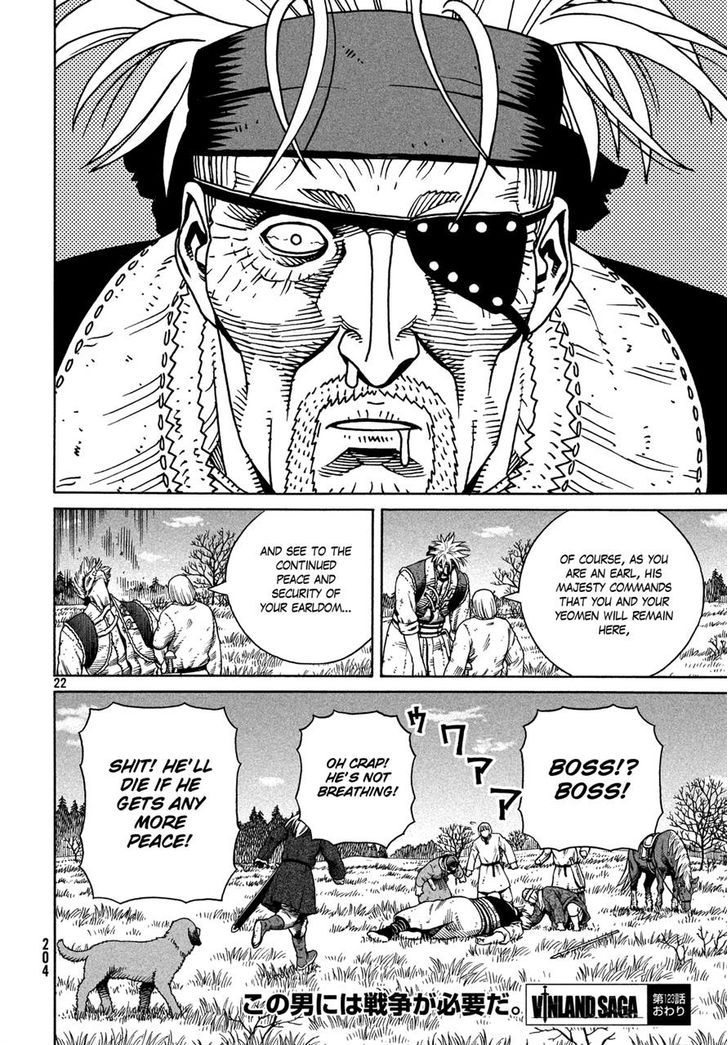 OF COURSE, AS YOU
ARE AN EARL, HIS
MAJESTY COMMANDS
THAT YOU AND YOUR
YEOMEN WILL REMAIN
HERE,
AND SEE TO THE
CONTINUED
PEACE AND
SECURITY OF
YOUR EARLDOM...
22
BOSS!?
BOSS!
ウワアアア
OH CRAP!
HE'S NOT
BREATHING!
SHIT! HE'LL
DIE IF HE
GETS ANY
MORE
PEACE!
204
この男には戦争が必要だ。
VINLAND SAGA
第123話
おわり